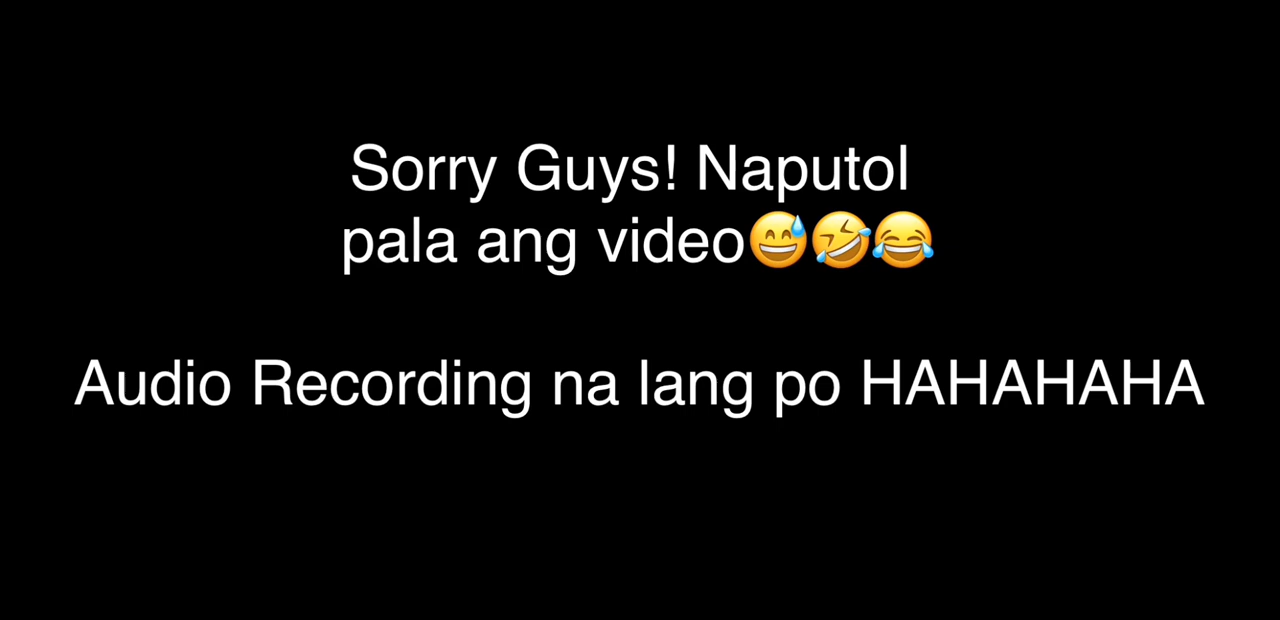 Sorry Guys! Naputol
pala ang video😅🤣😂
Audio Recording na lang po HAHAHAHA